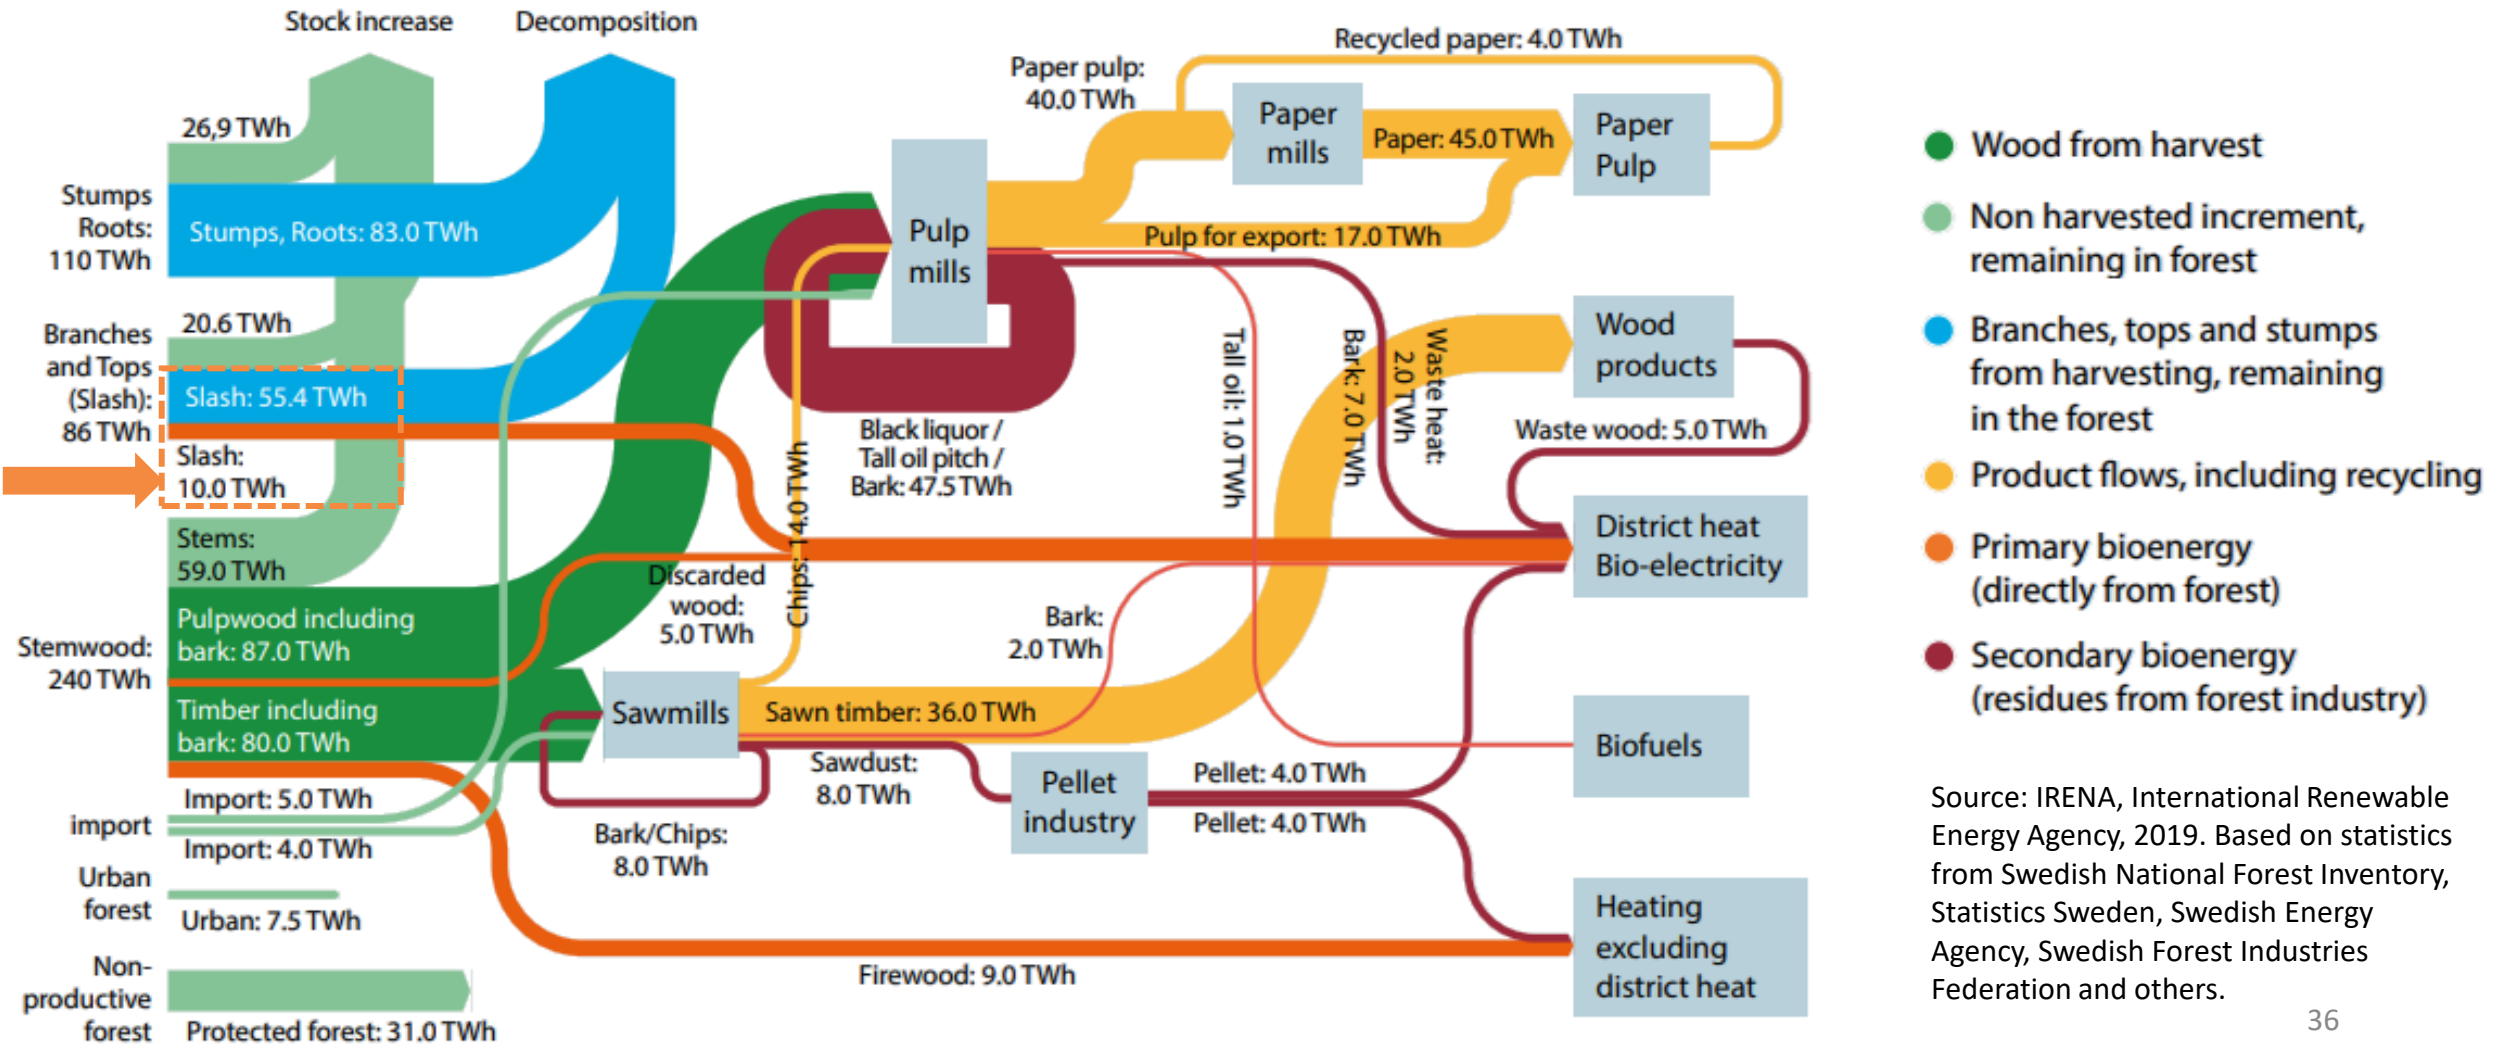 Stock increase
Decomposition
26,9 TWh
Stumps
Roots:
110 TWh
Stumps, Roots: 83.0 TWh
20.6 TWh
Branches
and Tops
(Slash):
86 TWh
Slash: 55.4 TWh
Slash:
10.0 TWh
Stems:
59.0 TWh
Stemwood:
240 TWh
Pulpwood including
bark: 87.0 TWh
Timber including
bark: 80.0 TWh
import
Import: 5.0 TWh
Import: 4.0 TWh
Urban
forest
Urban: 7.5 TWh
Non-
productive
forest
Protected forest: 31.0 TWh
Discarded
wood:
5.0 TWh
Chips: 14.0 TWh
Sawmills
Bark/Chips:
8.0 TWh
Sawn timber: 36.0 TWh
Sawdust:
8.0 TWh
Firewood: 9.0 TWh
Pulp
mills
Black liquor /
Tall oil pitch /
Bark: 47.5 TWh
Paper pulp:
40.0 TWh
Recycled paper: 4.0 TWh
Paper
mills
Paper: 45.0 TWh
Paper
Pulp
Pulp for export: 17.0 TWh
Tall oil: 1.0 TWh
Bark: 7.0 TWh
Waste heat:
2.0 TWh
Bark:
2.0 TWh
Pellet
industry
Pellet: 4.0 TWh
Pellet: 4.0 TWh
Wood
products
Waste wood: 5.0 TWh
District heat
Bio-electricity
Biofuels
Heating
excluding
district heat
Wood from harvest
Non harvested increment,
remaining in forest
Branches, tops and stumps
from harvesting, remaining
in the forest
Product flows, including recycling
Primary bioenergy
(directly from forest)
Secondary bioenergy
(residues from forest industry)
Source: IRENA, International Renewable
Energy Agency, 2019. Based on statistics
from Swedish National Forest Inventory,
Statistics Sweden, Swedish Energy
Agency, Swedish Forest Industries
Federation and others.
36